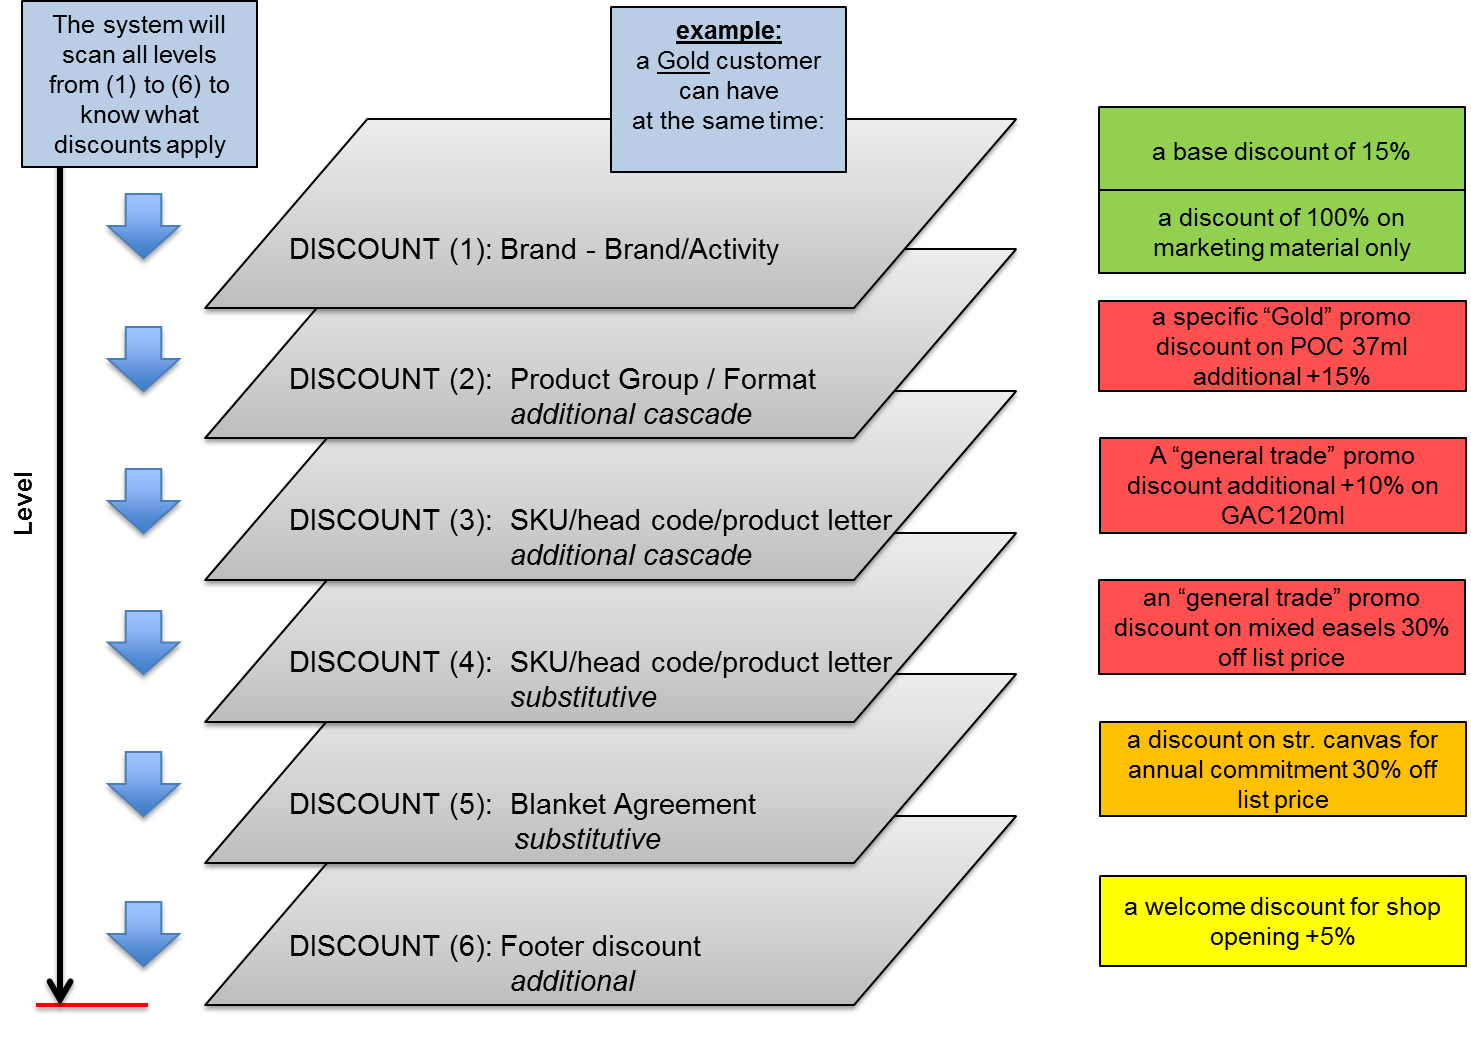 The system will
scan all levels
from (1) to (6) to
know what
discounts apply
example:
a Gold customer
can have
at the same time:
a base discount of 15%
a discount of 100% on
marketing material only
DISCOUNT (1): Brand - Brand/Activity
a specific “Gold” promo
discount on POC 37ml
additional +15%
DISCOUNT (2): Product Group / Format
additional cascade
A “general trade” promo
discount additional +10% on
GAC120ml
Level
DISCOUNT (3): SKU/head code/product letter
additional cascade
an “general trade” promo
discount on mixed easels 30%
off list price
DISCOUNT (4): SKU/head code/product letter
substitutive
a discount on str. canvas for
annual commitment 30% off
list price
DISCOUNT (5): Blanket Agreement
substitutive
a welcome discount for shop
opening +5%
DISCOUNT (6): Footer discount
additional